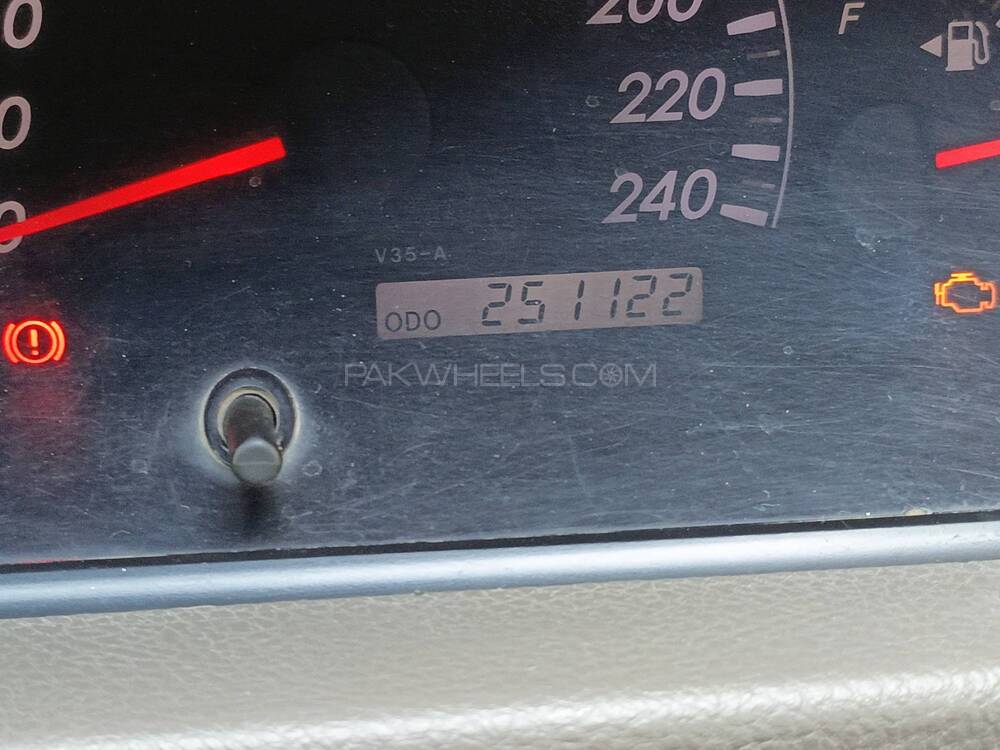 200
F
220
240
V35-A
ODO 251122
PAKWHEELS.COM